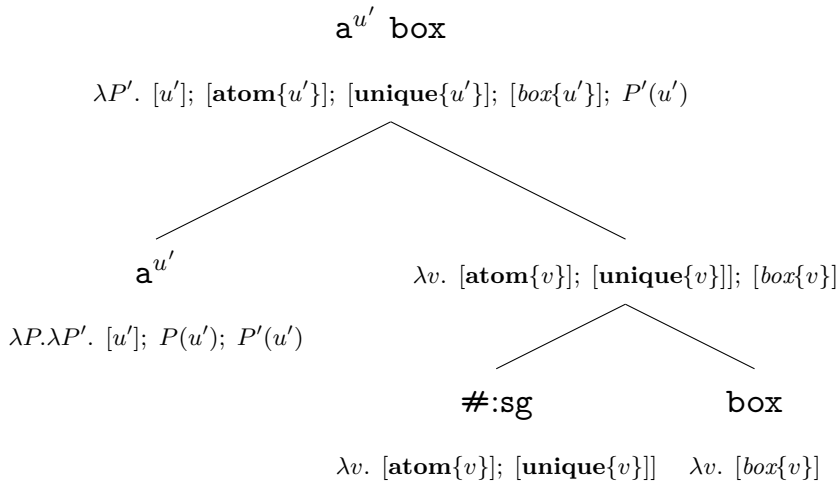 a^{u′} box
λP′. [u′]; [atom{u′}]; [unique{u′}]; [box{u′}]; P′(u′)
a^{u′}
λv. [atom{v}]; [unique{v}]]; [box{v}]
λP.λP′. [u′]; P(u′); P′(u′)
#:sg box
λv. [atom{v}]; [unique{v}]] λv. [box{v}]